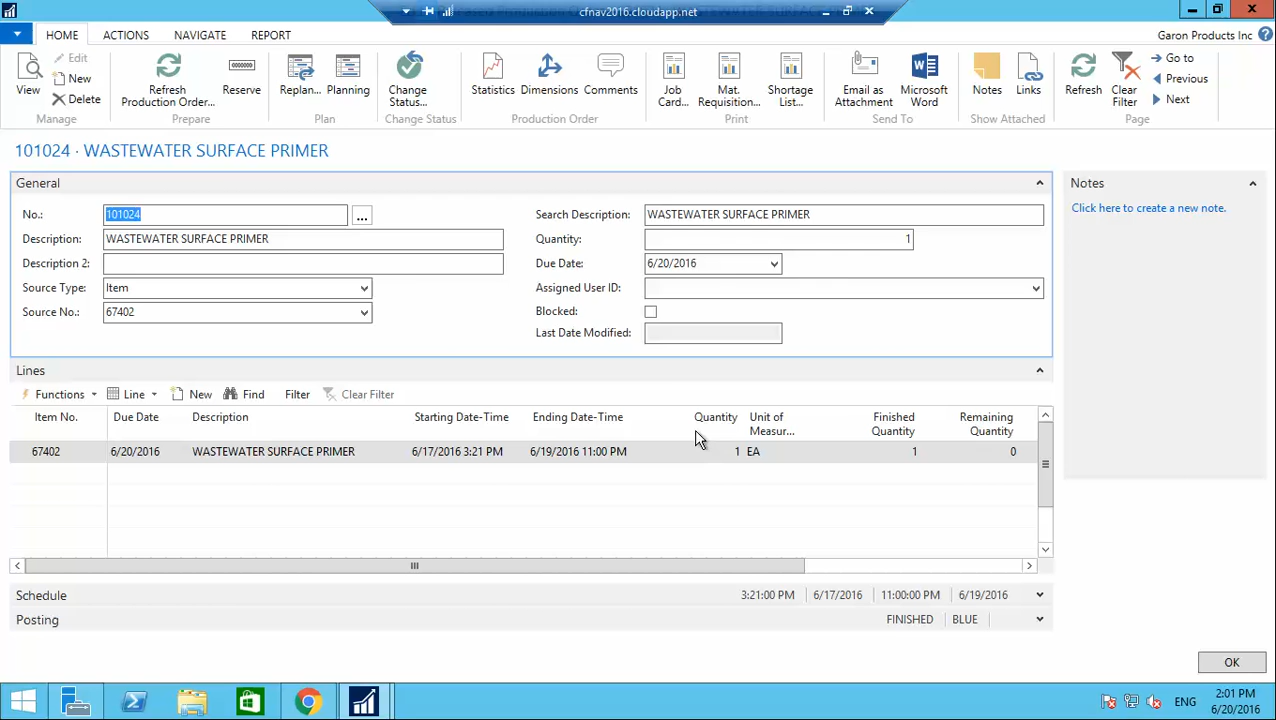 cfnav2016.cloudapp.net
HOME ACTIONS NAVIGATE REPORT Garon Products Inc
View Edit New Delete Refresh Production Order... Reserve Replan... Planning Change Status... Statistics Dimensions Comments Job Card... Mat. Requisition... Shortage List... Email as Attachment Microsoft Word Notes Links Refresh Clear Filter Go to Previous Next
Manage Prepare Plan Change Status Production Order Print Send To Show Attached Page
101024 · WASTEWATER SURFACE PRIMER
General
No.: 101024 ...
Description: WASTEWATER SURFACE PRIMER
Description 2:
Source Type: Item
Source No.: 67402
Search Description: WASTEWATER SURFACE PRIMER
Quantity: 1
Due Date: 6/20/2016
Assigned User ID:
Blocked:
Last Date Modified:
Notes
Click here to create a new note.
Lines
Functions Line New Find Filter Clear Filter
Item No. Due Date Description Starting Date-Time Ending Date-Time Quantity Unit of Measur... Finished Quantity Remaining Quantity
67402 6/20/2016 WASTEWATER SURFACE PRIMER 6/17/2016 3:21 PM 6/19/2016 11:00 PM 1 EA 1 0
Schedule 3:21:00 PM 6/17/2016 11:00:00 PM 6/19/2016
Posting FINISHED BLUE
OK
ENG 2:01 PM
6/20/2016